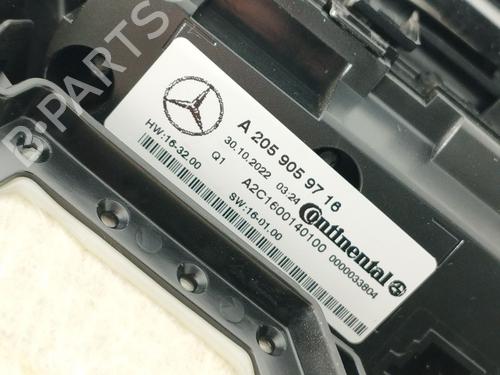 B-PARTS
A 205 905 97 16
Q1 30.10.2022 03:24
A2C1600140100
HW:16-32.00
SW:16-01.00
Continental
0000033804